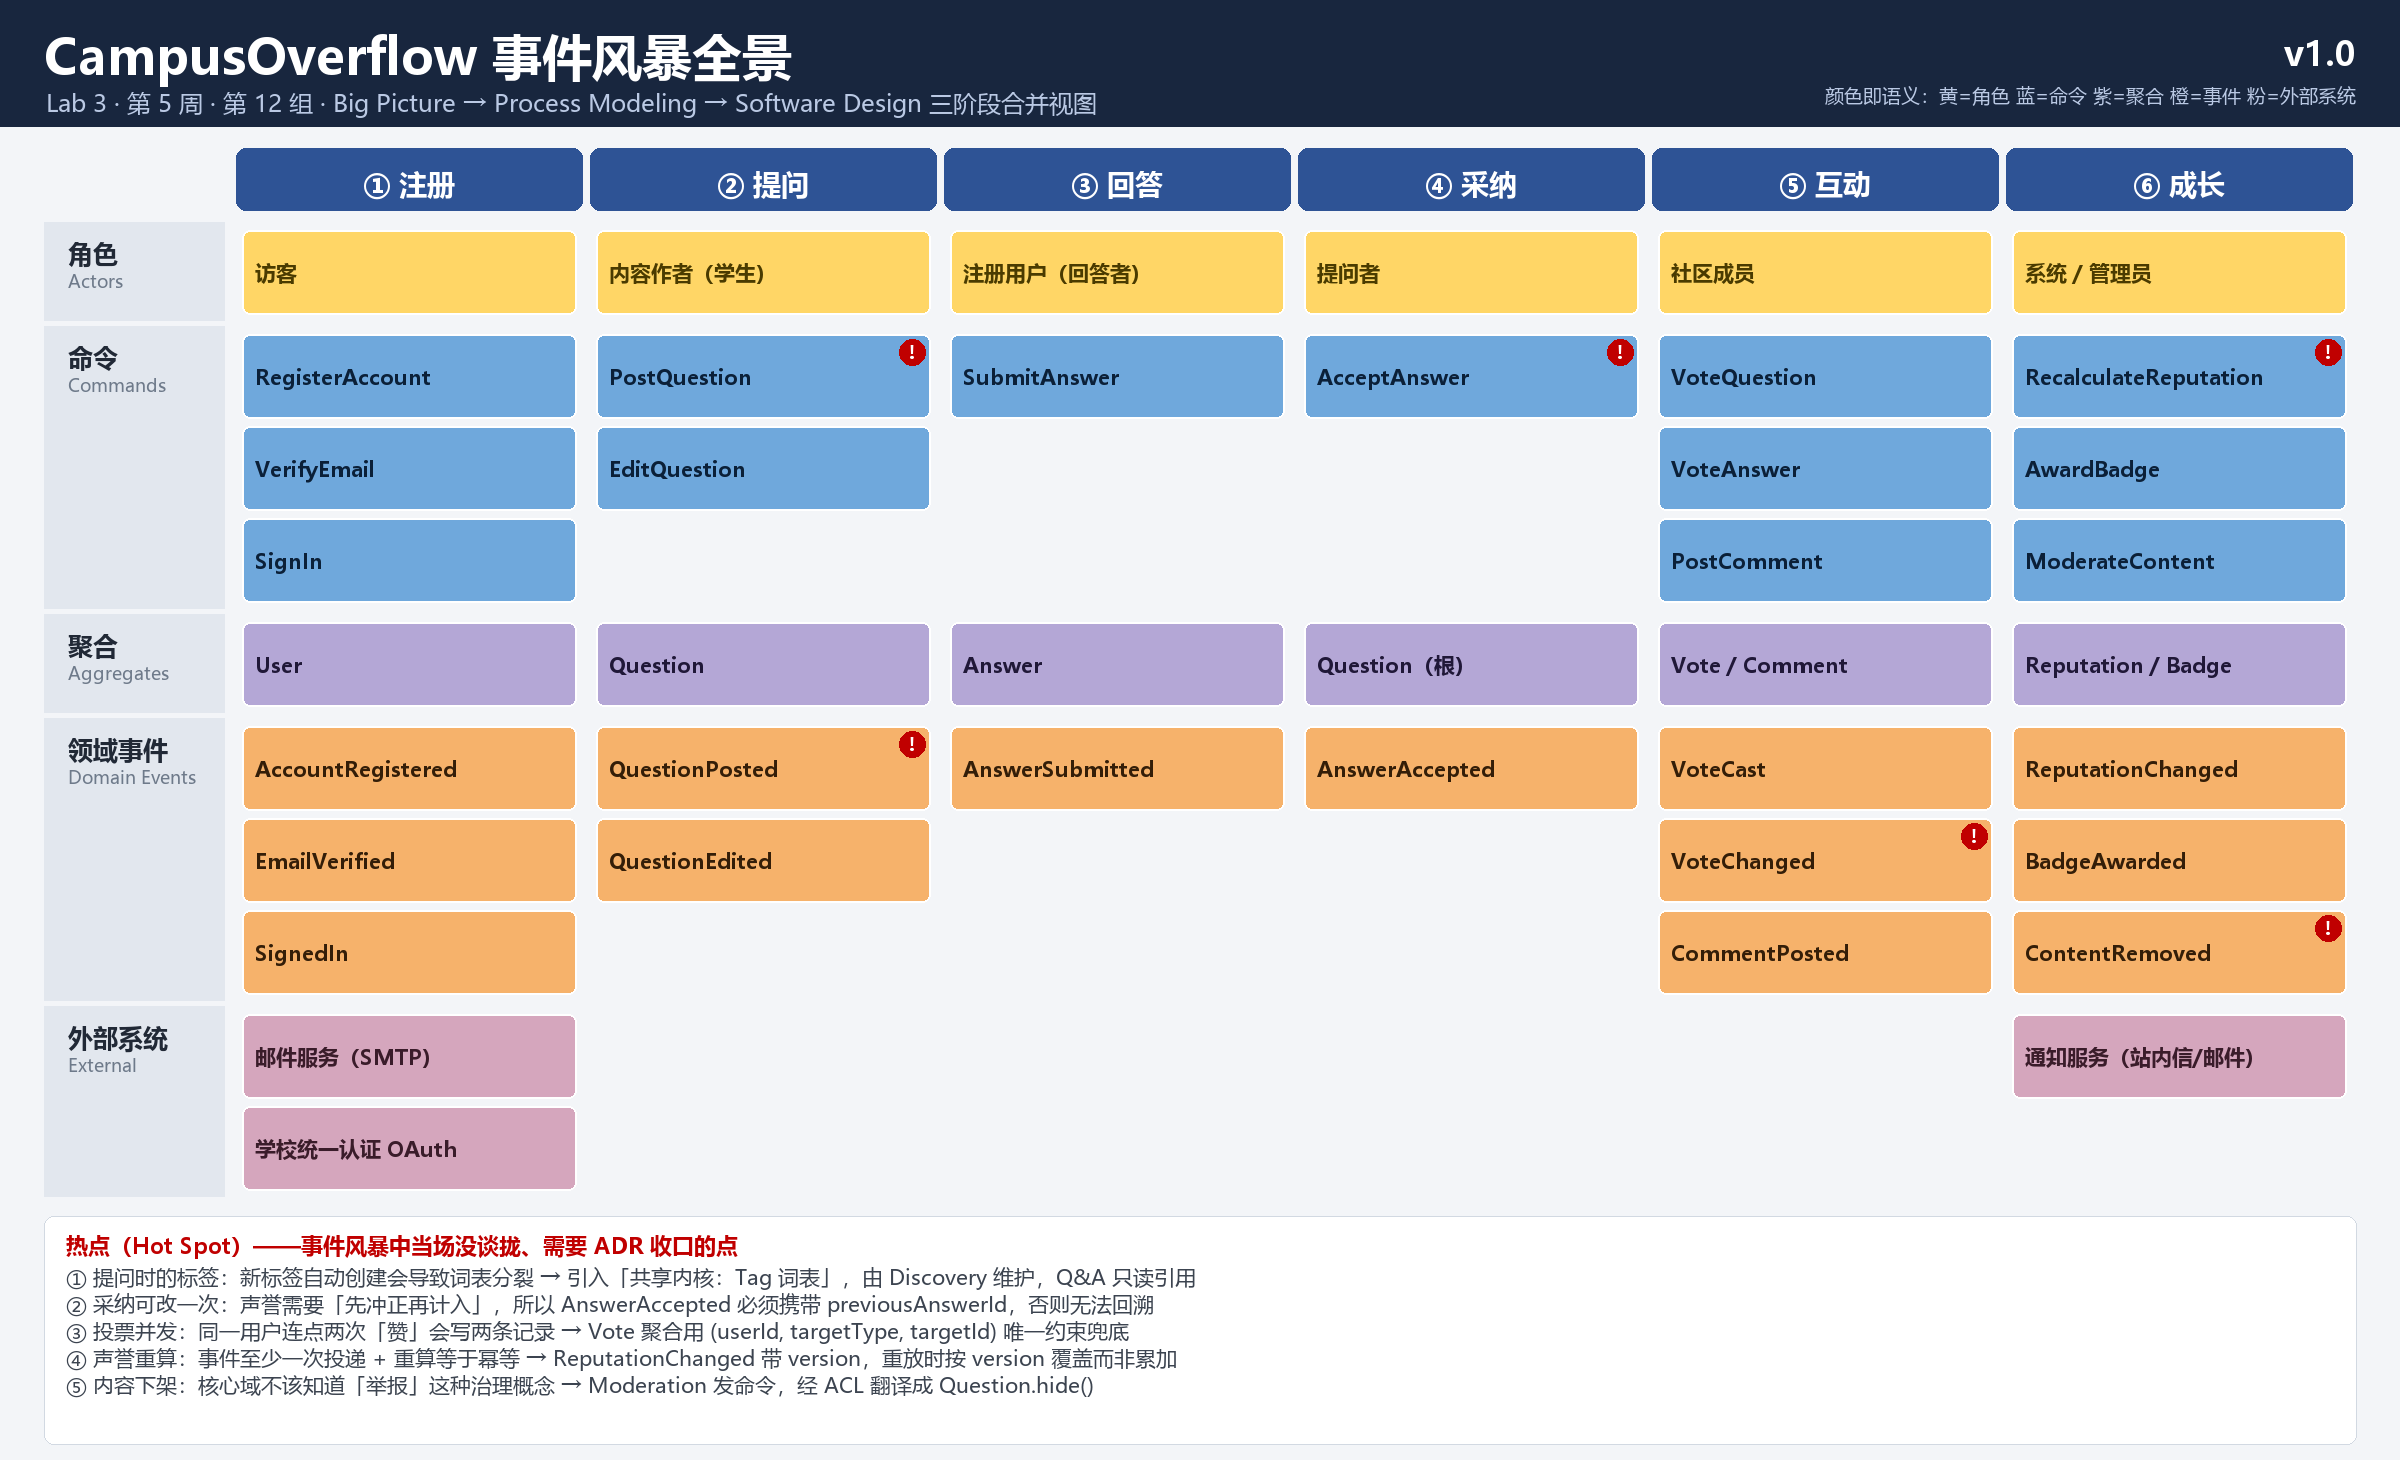 CampusOverflow 事件风暴全景
v1.0
Lab 3 · 第 5 周 · 第 12 组 · Big Picture → Process Modeling → Software Design 三阶段合并视图
颜色即语义：黄=角色 蓝=命令 紫=聚合 橙=事件 粉=外部系统
① 注册
② 提问
③ 回答
④ 采纳
⑤ 互动
⑥ 成长
角色
Actors
访客
内容作者（学生）
注册用户（回答者）
提问者
社区成员
系统 / 管理员
命令
Commands
RegisterAccount
PostQuestion
!
SubmitAnswer
AcceptAnswer
!
VoteQuestion
RecalculateReputation
!
VerifyEmail
EditQuestion
VoteAnswer
AwardBadge
SignIn
PostComment
ModerateContent
聚合
Aggregates
User
Question
Answer
Question（根）
Vote / Comment
Reputation / Badge
领域事件
Domain Events
AccountRegistered
QuestionPosted
!
AnswerSubmitted
AnswerAccepted
VoteCast
ReputationChanged
EmailVerified
QuestionEdited
VoteChanged
!
BadgeAwarded
SignedIn
CommentPosted
ContentRemoved
!
外部系统
External
邮件服务（SMTP）
通知服务（站内信/邮件）
学校统一认证 OAuth
热点（Hot Spot）——事件风暴中当场没谈拢、需要 ADR 收口的点
① 提问时的标签：新标签自动创建会导致词表分裂 → 引入「共享内核：Tag 词表」，由 Discovery 维护，Q&A 只读引用
② 采纳可改一次：声誉需要「先冲正再计入」，所以 AnswerAccepted 必须携带 previousAnswerId，否则无法回溯
③ 投票并发：同一用户连点两次「赞」会写两条记录 → Vote 聚合用 (userId, targetType, targetId) 唯一约束兜底
④ 声誉重算：事件至少一次投递 + 重算等于幂等 → ReputationChanged 带 version，重放时按 version 覆盖而非累加
⑤ 内容下架：核心域不该知道「举报」这种治理概念 → Moderation 发命令，经 ACL 翻译成 Question.hide()